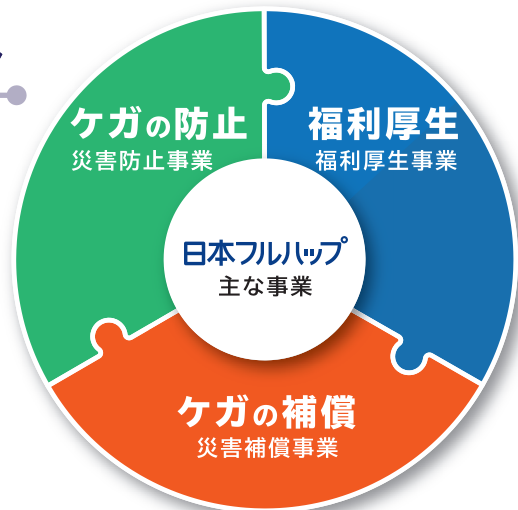 ケガの防止
災害防止事業
福利厚生
福利厚生事業
日本フルハップ
主な事業
ケガの補償
災害補償事業